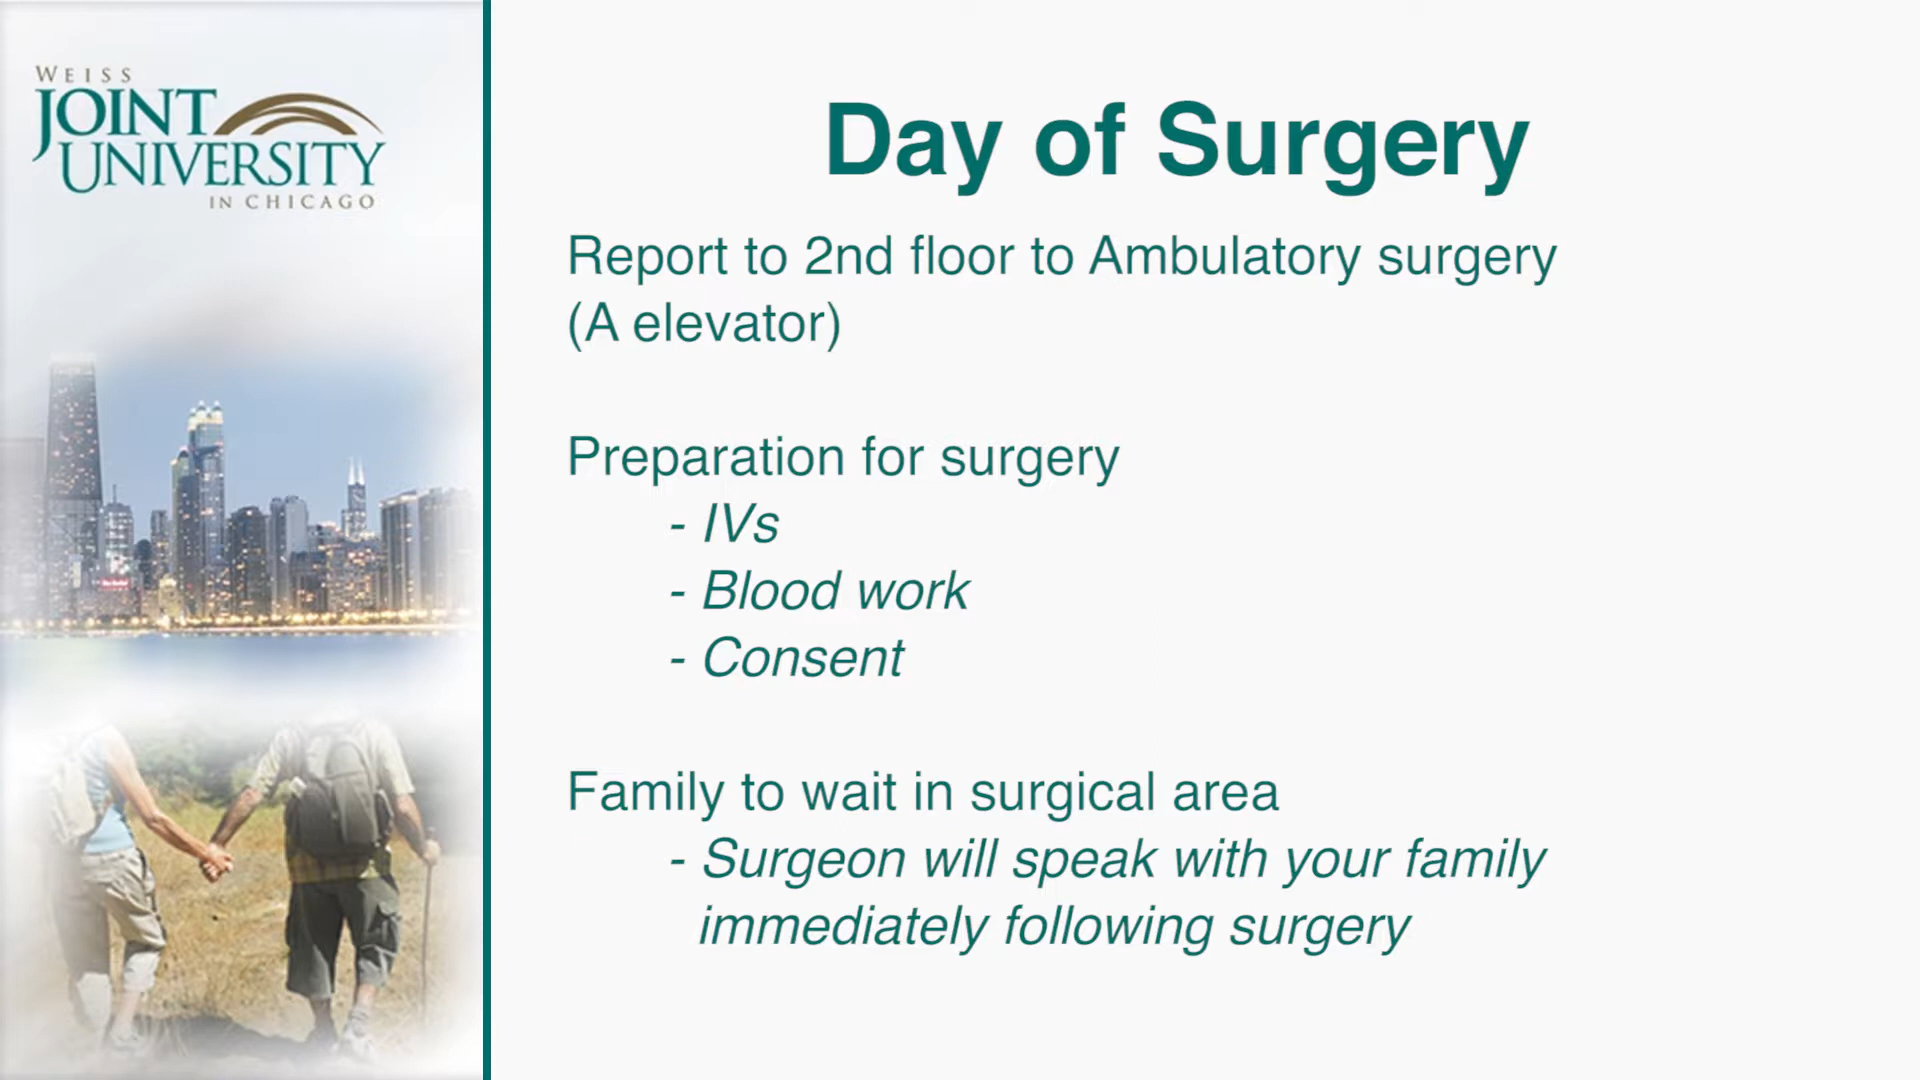 WEISS
JOINT
UNIVERSITY
IN CHICAGO
Day of Surgery
Report to 2nd floor to Ambulatory surgery
(A elevator)
Preparation for surgery
- IVs
- Blood work
- Consent
Family to wait in surgical area
- Surgeon will speak with your family
immediately following surgery